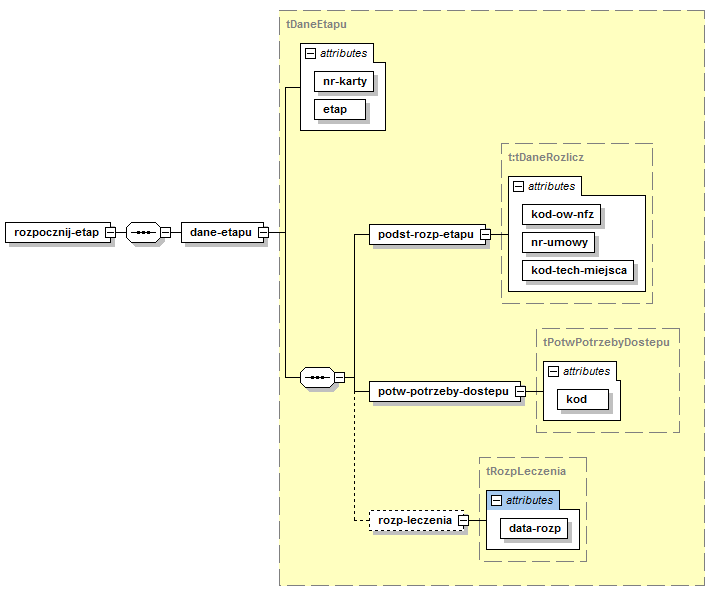 tDaneEtapu
attributes
nr-karty
etap
rozpocznij-etap
dane-etapu
t:tDaneRozlicz
attributes
kod-ow-nfz
nr-umowy
kod-tech-miejsca
podst-rozp-etapu
tPotwPotrzebyDostepu
attributes
kod
potw-potrzeby-dostepu
tRozpLeczenia
attributes
data-rozp
rozp-leczenia